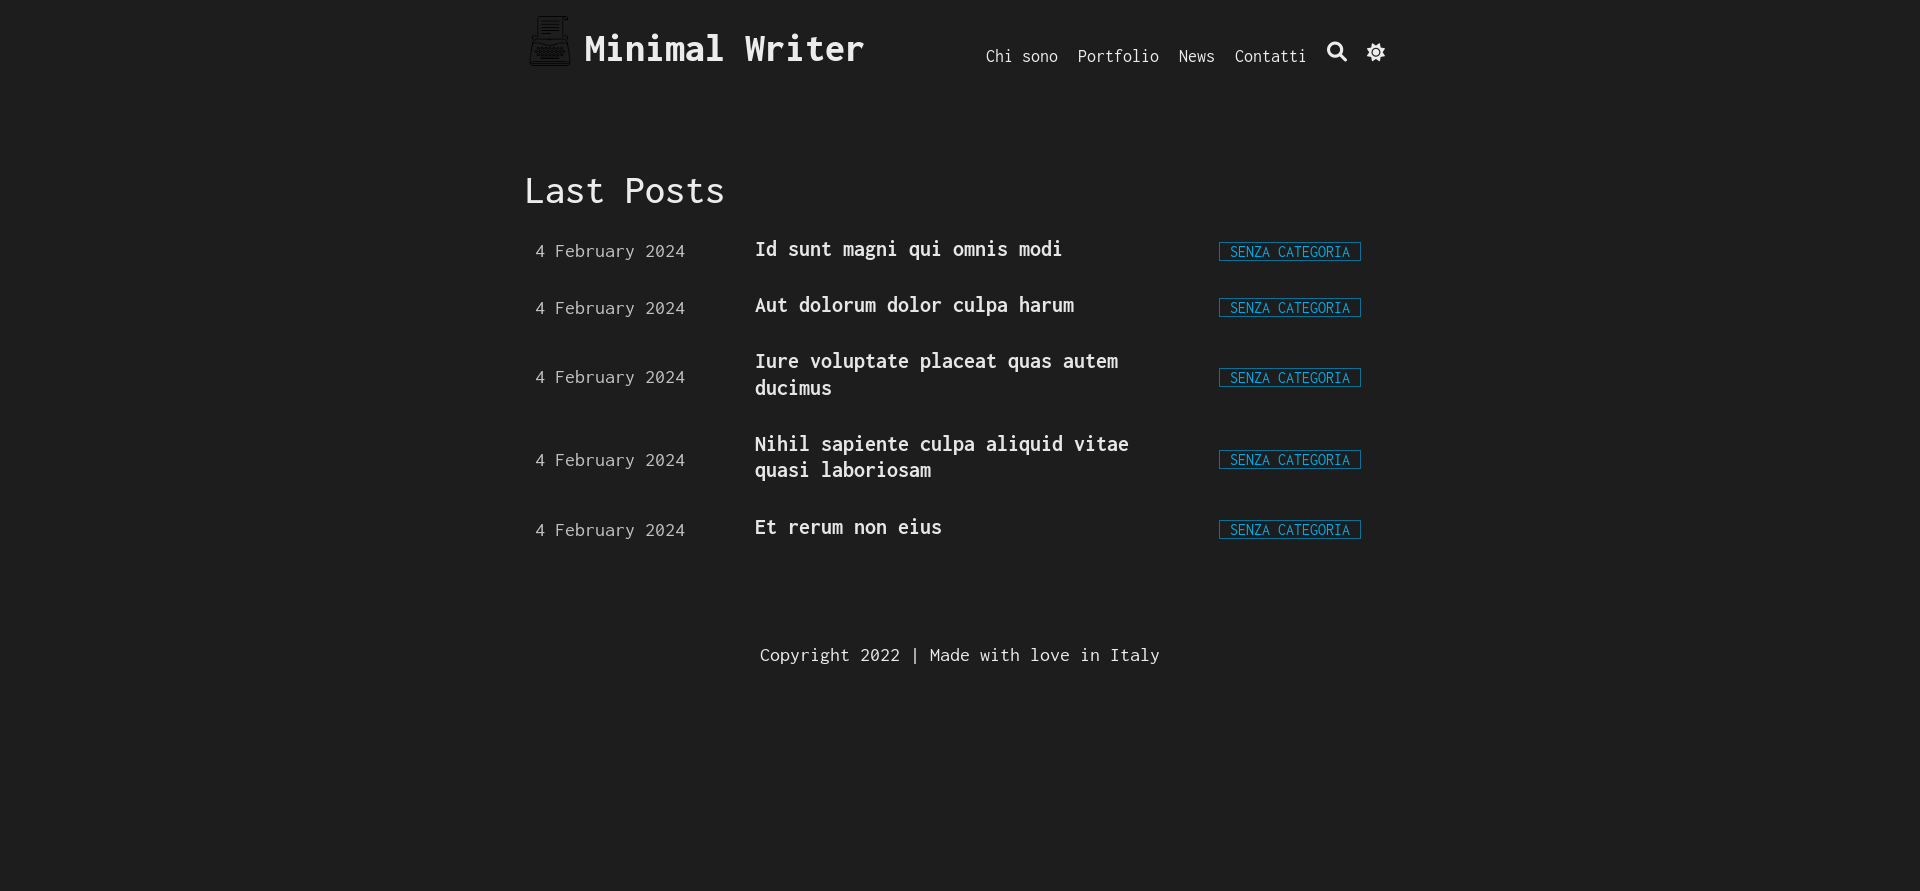 Minimal Writer
Chi sono Portfolio News Contatti
Last Posts
4 February 2024 Id sunt magni qui omnis modi SENZA CATEGORIA
4 February 2024 Aut dolorum dolor culpa harum SENZA CATEGORIA
4 February 2024 Iure voluptate placeat quas autem
ducimus SENZA CATEGORIA
4 February 2024 Nihil sapiente culpa aliquid vitae
quasi laboriosam SENZA CATEGORIA
4 February 2024 Et rerum non eius SENZA CATEGORIA
Copyright 2022 | Made with love in Italy